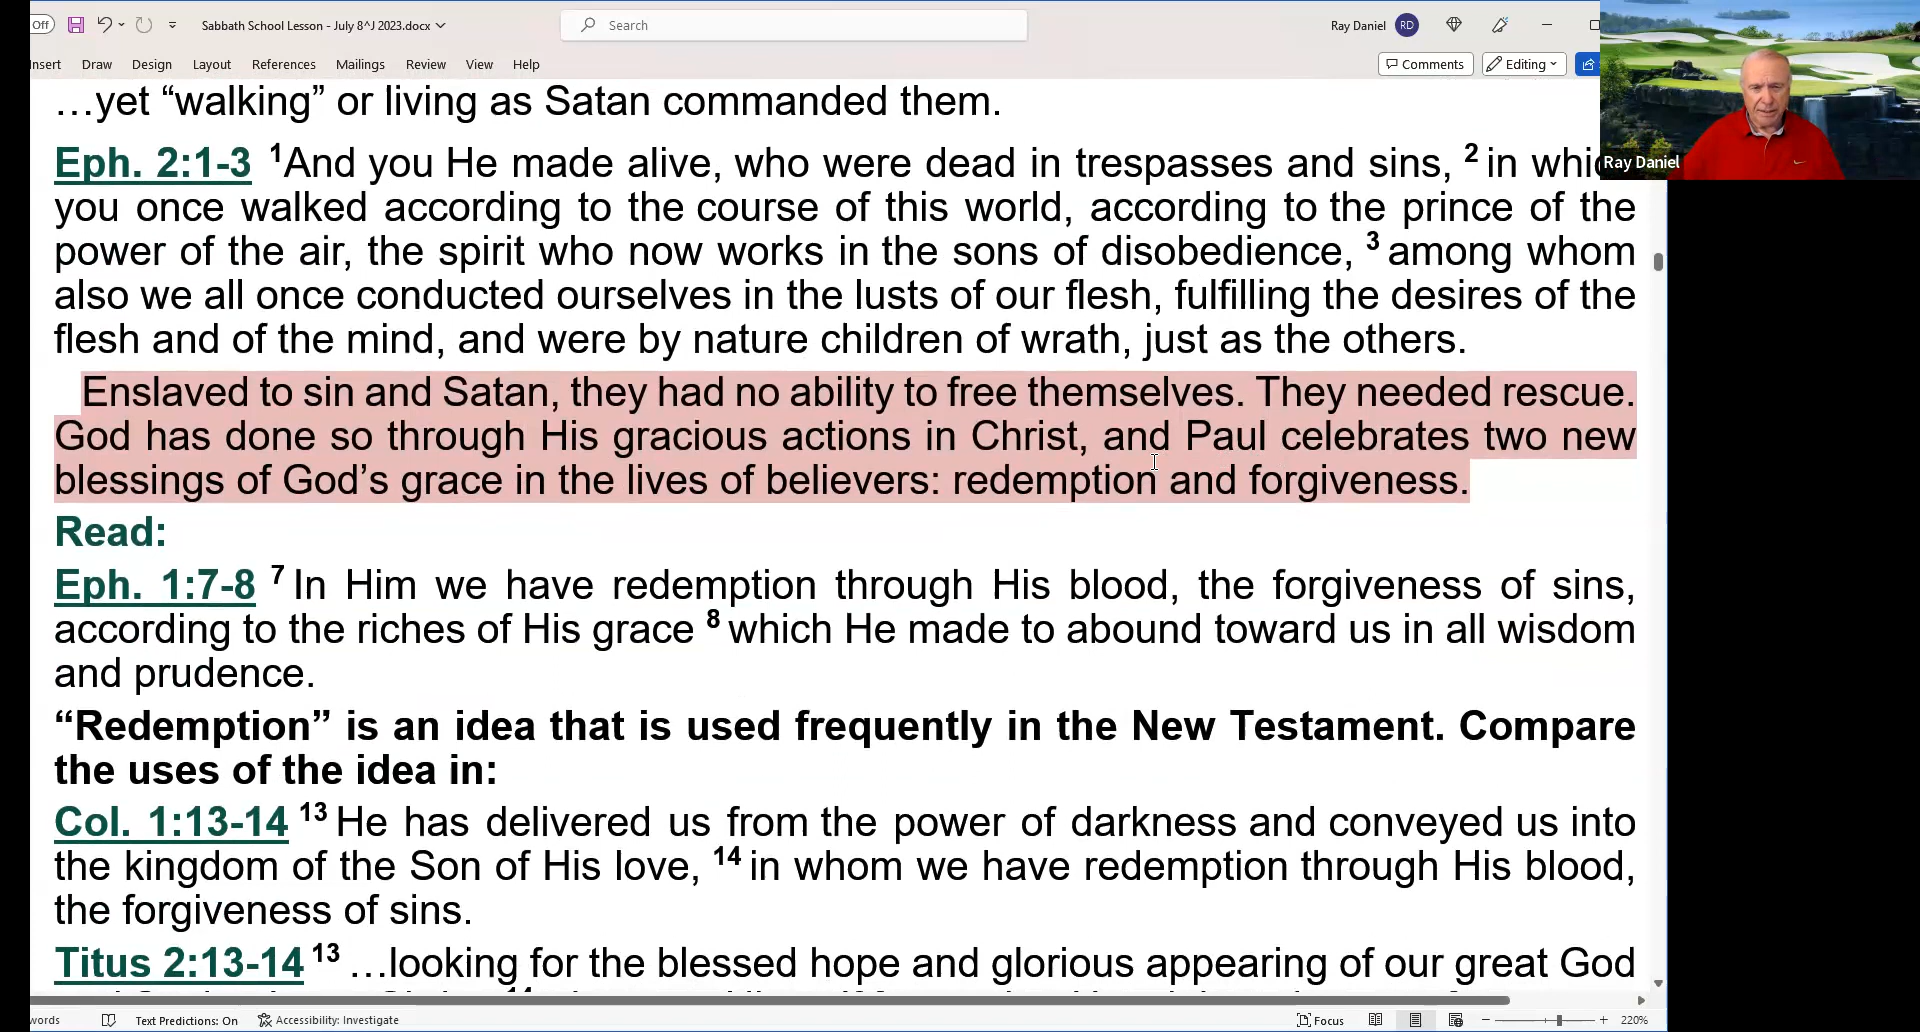 Off
Sabbath School Lesson - July 8^J 2023.docx
Search
Ray Daniel RD
nsert Draw Design Layout References Mailings Review View Help
Comments Editing
…yet “walking” or living as Satan commanded them.
Ray Daniel
Eph. 2:1-3 1And you He made alive, who were dead in trespasses and sins, 2 in whic
you once walked according to the course of this world, according to the prince of the
power of the air, the spirit who now works in the sons of disobedience, 3 among whom
also we all once conducted ourselves in the lusts of our flesh, fulfilling the desires of the
flesh and of the mind, and were by nature children of wrath, just as the others.
Enslaved to sin and Satan, they had no ability to free themselves. They needed rescue.
God has done so through His gracious actions in Christ, and Paul celebrates two new
blessings of God’s grace in the lives of believers: redemption and forgiveness.
Read:
Eph. 1:7-8 7 In Him we have redemption through His blood, the forgiveness of sins,
according to the riches of His grace 8 which He made to abound toward us in all wisdom
and prudence.
“Redemption” is an idea that is used frequently in the New Testament. Compare
the uses of the idea in:
Col. 1:13-14 13 He has delivered us from the power of darkness and conveyed us into
the kingdom of the Son of His love, 14 in whom we have redemption through His blood,
the forgiveness of sins.
Titus 2:13-14 13 …looking for the blessed hope and glorious appearing of our great God
words Text Predictions: On Accessibility: Investigate Focus 220%